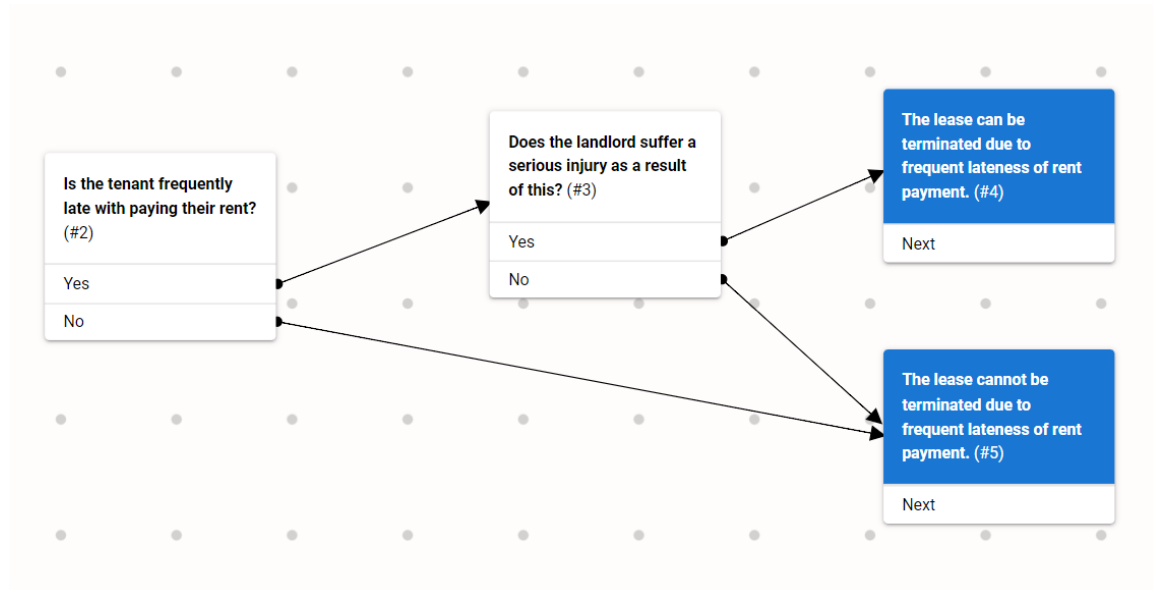 Is the tenant frequently
late with paying their rent?
(#2)
Yes
No
Does the landlord suffer a
serious injury as a result
of this? (#3)
Yes
No
The lease can be
terminated due to
frequent lateness of rent
payment. (#4)
Next
The lease cannot be
terminated due to
frequent lateness of rent
payment. (#5)
Next